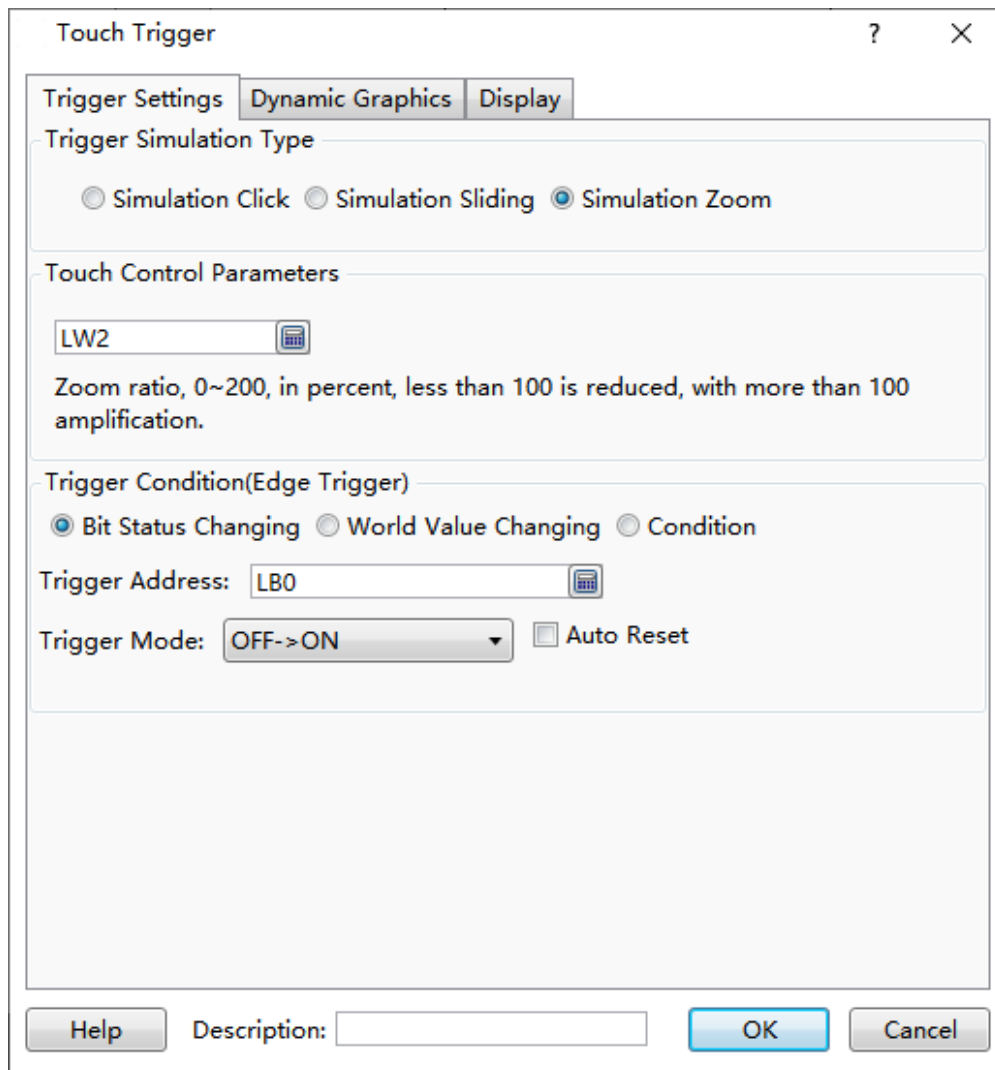 Touch Trigger ?
Trigger Settings Dynamic Graphics Display
Trigger Simulation Type
Simulation Click Simulation Sliding Simulation Zoom
Touch Control Parameters
LW2
Zoom ratio, 0~200, in percent, less than 100 is reduced, with more than 100
amplification.
Trigger Condition(Edge Trigger)
Bit Status Changing World Value Changing Condition
Trigger Address: LB0
Trigger Mode: OFF->ON Auto Reset
Help Description: OK Cancel